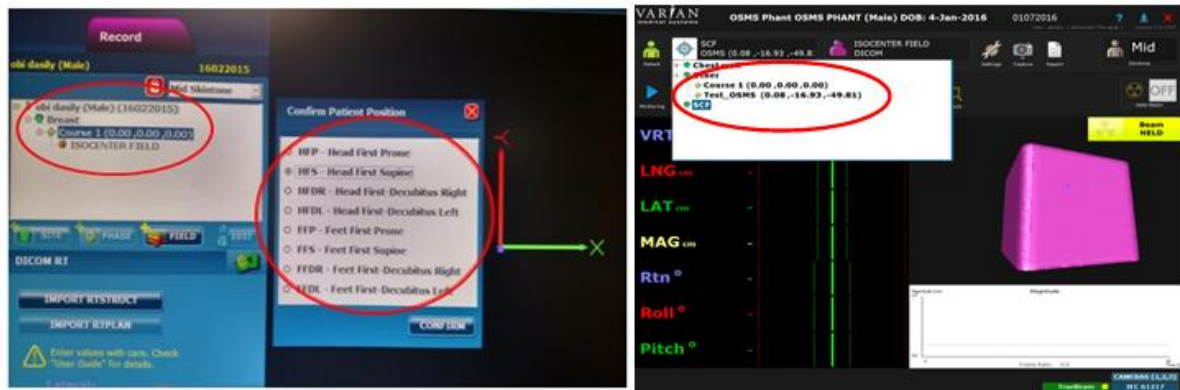 Record
obi dasily (Male) 16022015
Mid Skintone
obi dasily (Male) (16022015)
Breast
Course 1 (0.00 ,0.00 ,0.00)
ISOCENTER FIELD
SITE PHASE FIELD EDIT
DICOM RT
IMPORT RTSTRUCT
IMPORT RTPLAN
Enter values with care. Check
"User Guide" for details.
Lateral:
Confirm Patient Position
HFP - Head First Prone
HFS - Head First Supine
HFDR - Head First-Decubitus Right
HFDL - Head First-Decubitus Left
FFP - Feet First Prone
FFS - Feet First Supine
FFDR - Feet First-Decubitus Right
FFDL - Feet First-Decubitus Left
CONFIRM
Y
X
VARIAN
medical systems
OSMS Phant OSMS PHANT (Male) DOB: 4-Jan-2016 01072016
?
Patient
SCF
OSMS (0.08 ,-16.93 ,-49.8
ISOCENTER FIELD
DICOM
Settings Capture Report
Mid
Skintone
Chest wall
Other
Course 1 (0.00 ,0.00 ,0.00)
Test_OSMS (0.08,-16.93,-49.81)
SCF
Monitoring
OFF
Beam
HELD
VRT
LNG cm -
LAT cm -
MAG cm -
Rtn ° -
Roll ° -
Pitch ° -
Magnitude
CAMERAS (1,2,3)
TrueBeam IEC 61217